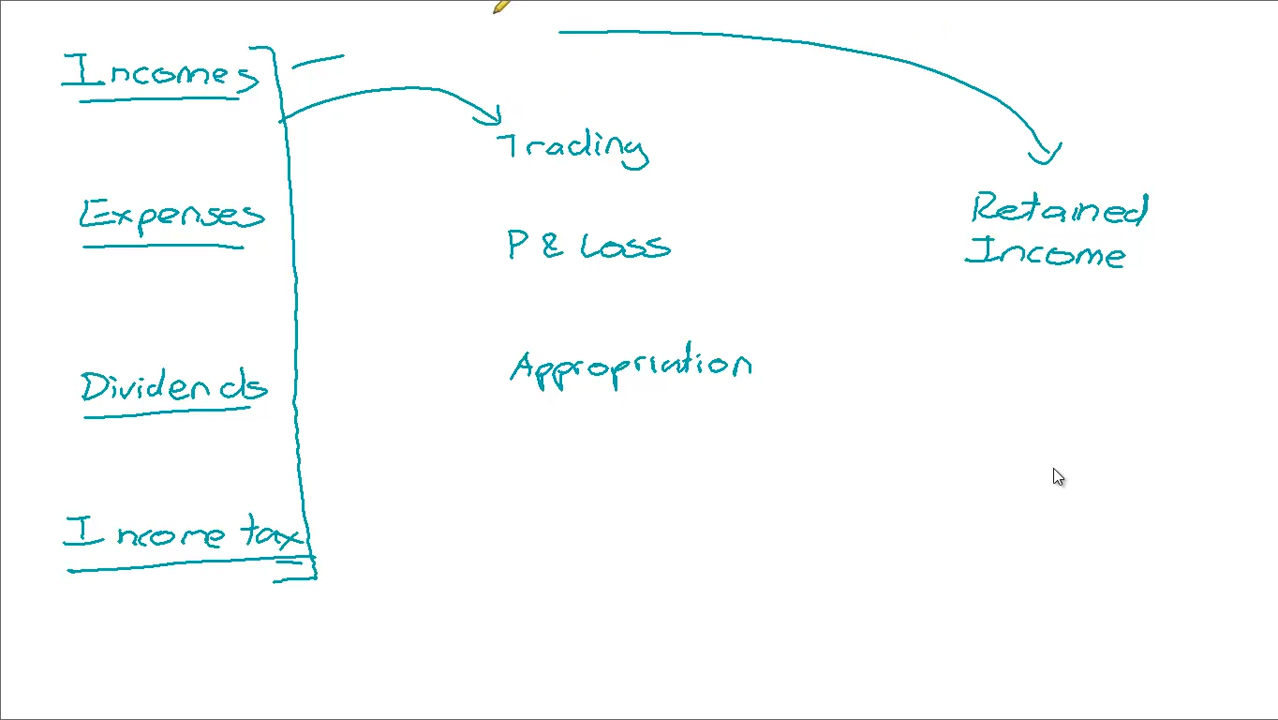 Incomes
Trading
Expenses
P & Loss
Retained
Income
Dividends
Appropriation
Income tax